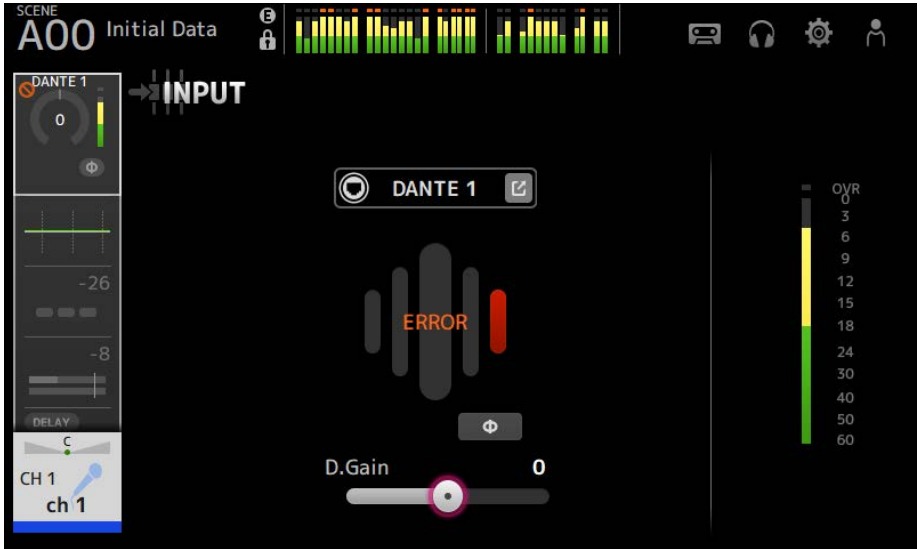 SCENE
A00 Initial Data
E
DANTE 1
0
Φ
-26
-8
DELAY
C
CH 1
ch 1
INPUT
DANTE 1
ERROR
Φ
D.Gain 0
OVR
0
3
6
9
12
15
18
24
30
40
50
60